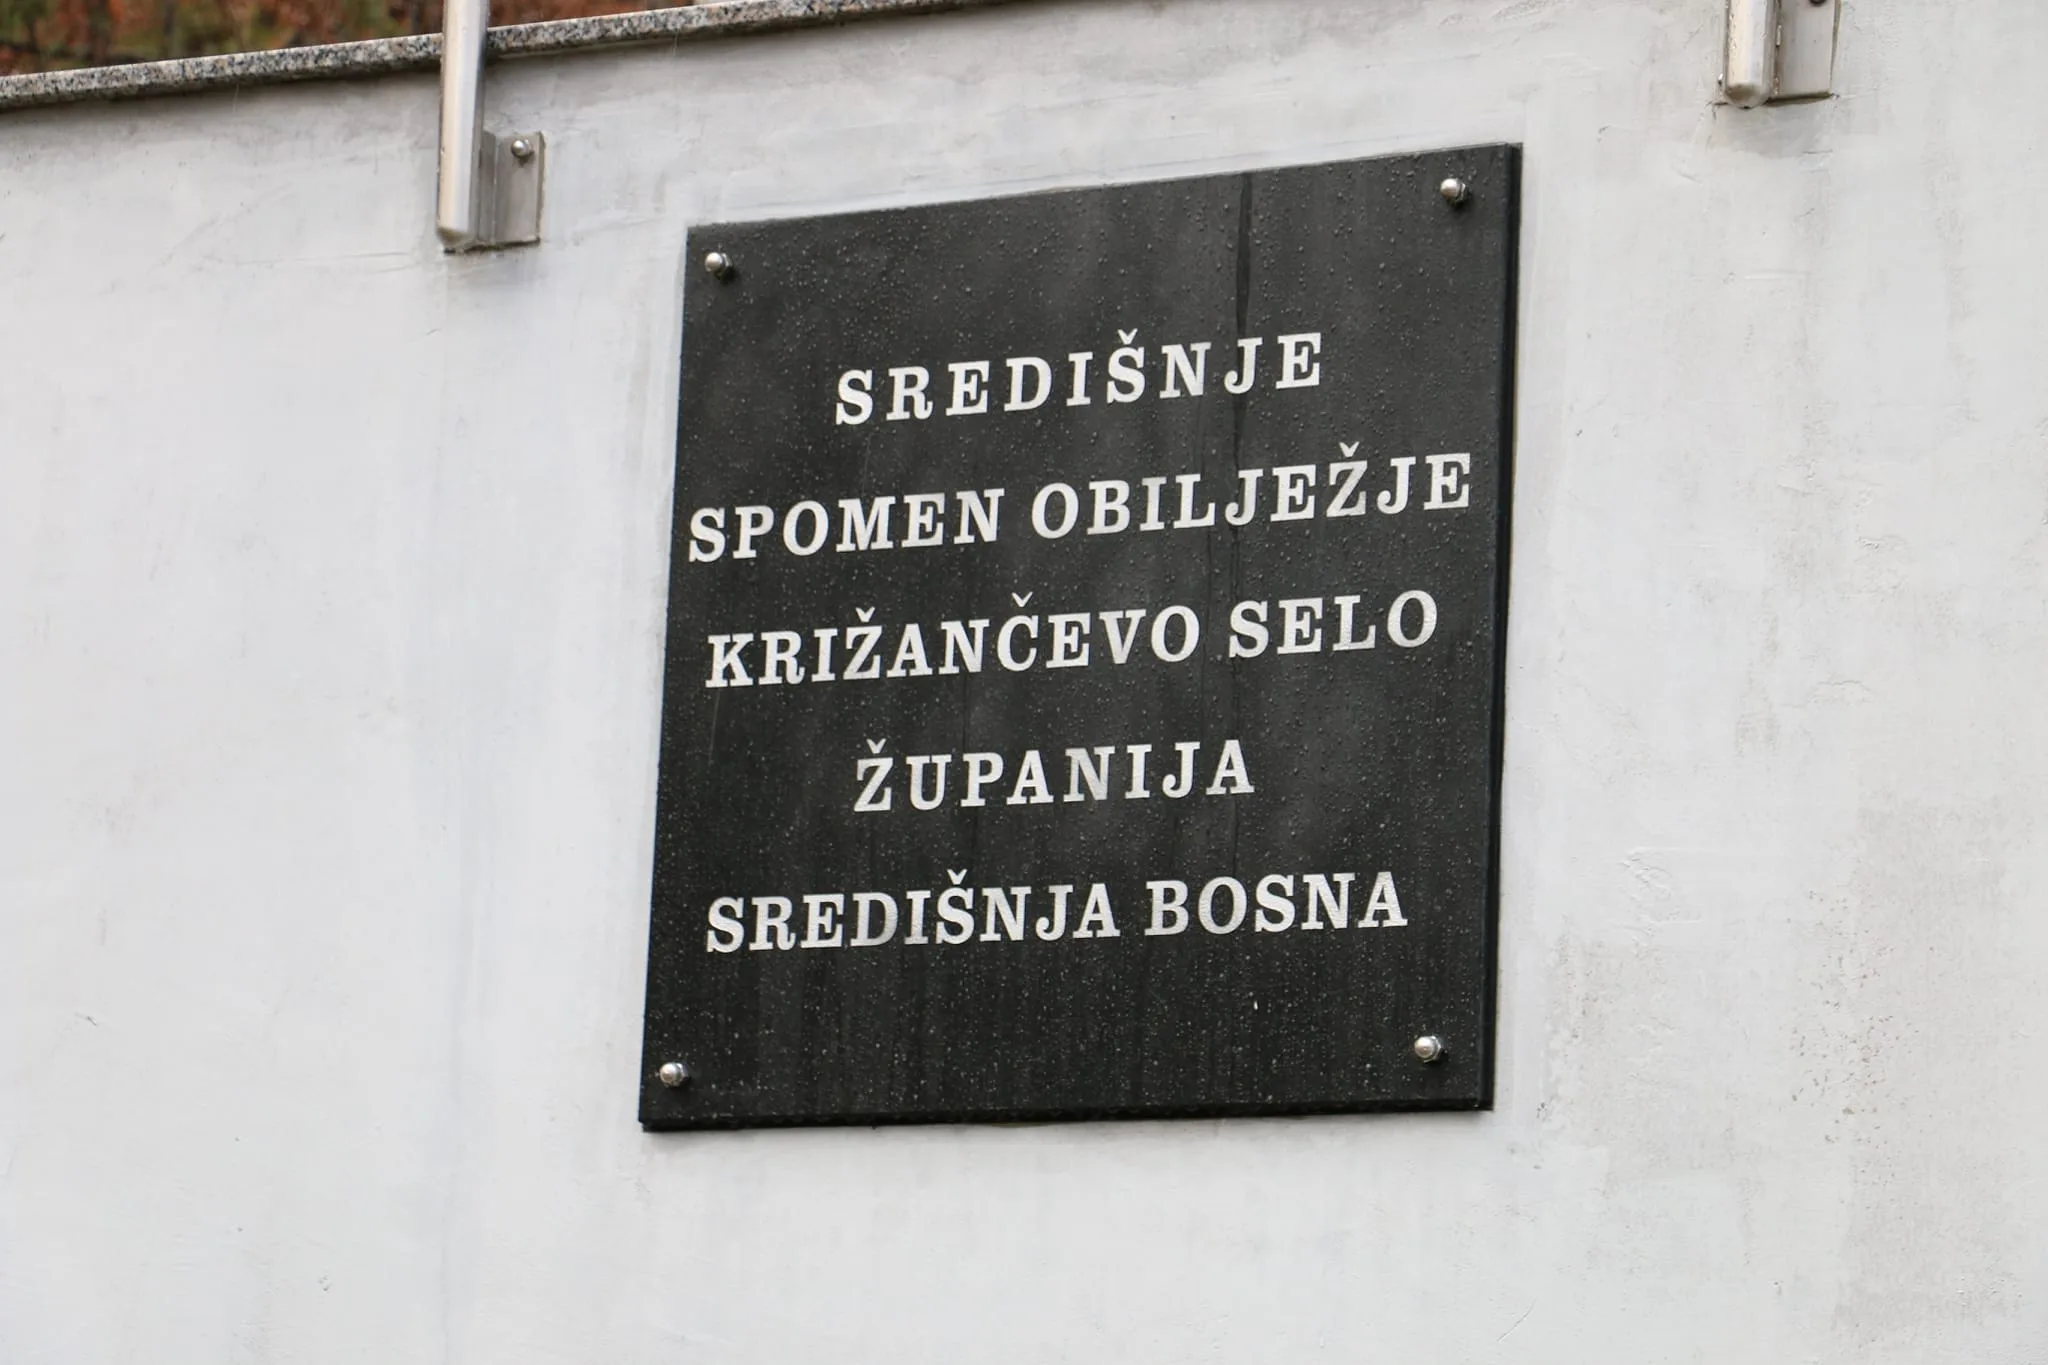 SREDIŠNJE
SPOMEN OBILJEŽJE
KRIŽANČEVO SELO
ŽUPANIJA
SREDIŠNJA BOSNA